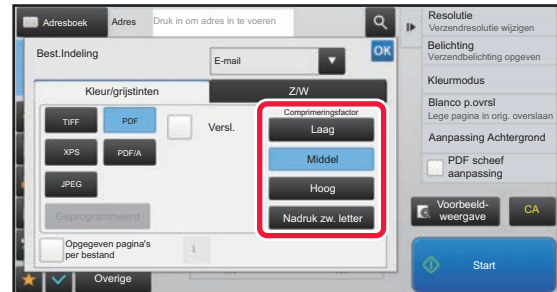 Adresboek
Adres
Druk in om adres in te voeren
Best.Indeling
E-mail
OK
Kleur/grijstinten
Z/W
TIFF
PDF
Versl.
XPS
PDF/A
JPEG
Geprogrammeerd
Comprimeringsfactor
Laag
Middel
Hoog
Nadruk zw. letter
Opgegeven pagina's
per bestand
1
Overige
Resolutie
Verzendresolutie wijzigen
Belichting
Verzendbelichting opgeven
Kleurmodus
Blanco p.ovrsl
Lege pagina in orig. overslaan
Aanpassing Achtergrond
PDF scheef
aanpassing
Voorbeeld-
weergave
CA
Start